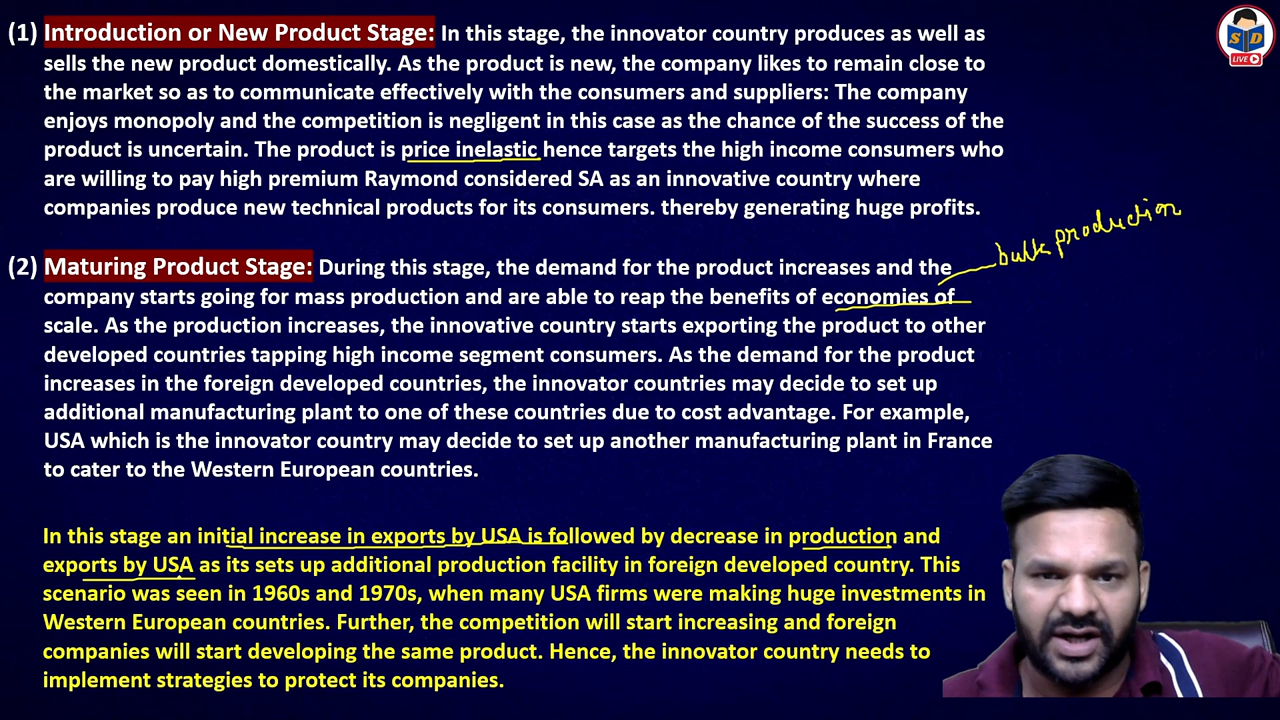 (1) Introduction or New Product Stage: In this stage, the innovator country produces as well as
sells the new product domestically. As the product is new, the company likes to remain close to
the market so as to communicate effectively with the consumers and suppliers: The company
enjoys monopoly and the competition is negligent in this case as the chance of the success of the
product is uncertain. The product is price inelastic hence targets the high income consumers who
are willing to pay high premium Raymond considered SA as an innovative country where
companies produce new technical products for its consumers. thereby generating huge profits.
bulk production
(2) Maturing Product Stage: During this stage, the demand for the product increases and the
company starts going for mass production and are able to reap the benefits of economies of
scale. As the production increases, the innovative country starts exporting the product to other
developed countries tapping high income segment consumers. As the demand for the product
increases in the foreign developed countries, the innovator countries may decide to set up
additional manufacturing plant to one of these countries due to cost advantage. For example,
USA which is the innovator country may decide to set up another manufacturing plant in France
to cater to the Western European countries.
In this stage an initial increase in exports by USA is followed by decrease in production and
exports by USA as its sets up additional production facility in foreign developed country. This
scenario was seen in 1960s and 1970s, when many USA firms were making huge investments in
Western European countries. Further, the competition will start increasing and foreign
companies will start developing the same product. Hence, the innovator country needs to
implement strategies to protect its companies.
S D
LIVE